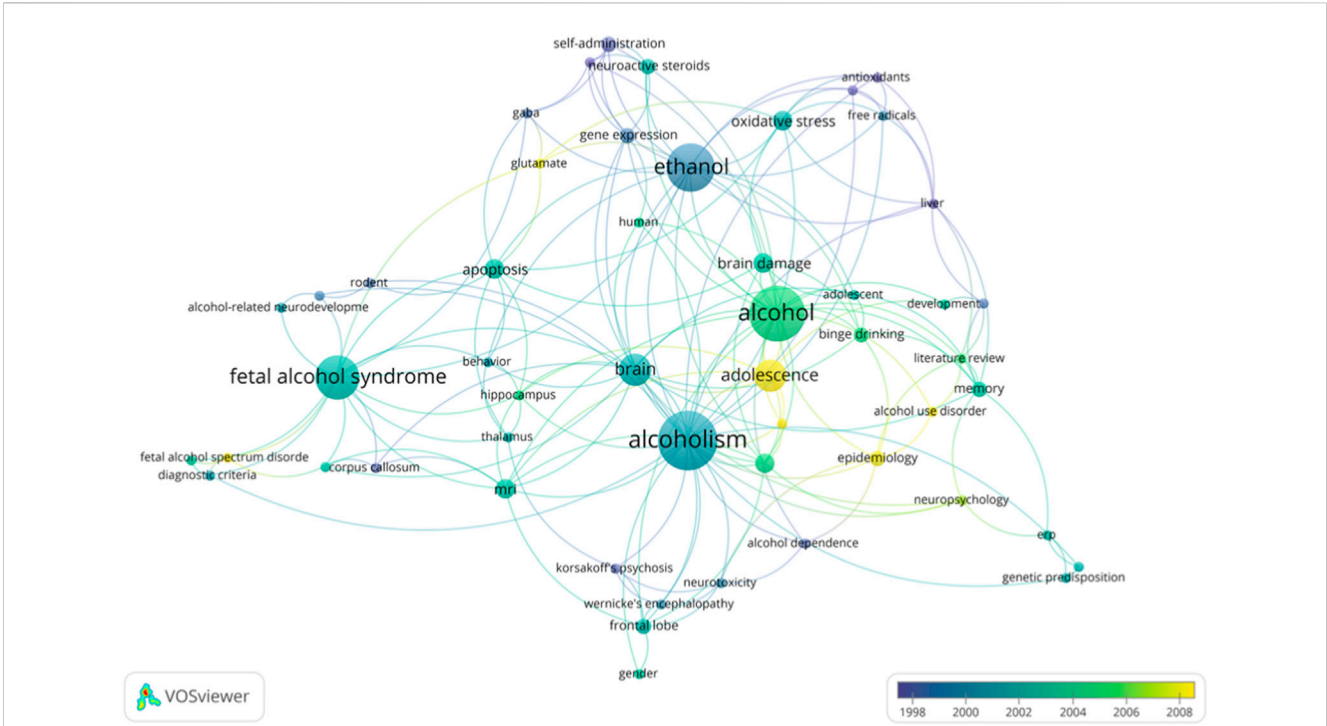 self-administration
neuroactive steroids
antioxidants
gaba
free radicals
oxidative stress
gene expression
glutamate
ethanol
liver
human
brain damage
apoptosis
rodent
adolescent
alcohol-related neurodevelopme
development
alcohol
binge drinking
literature review
behavior
brain
fetal alcohol syndrome
adolescence
memory
hippocampus
alcohol use disorder
thalamus
alcoholism
fetal alcohol spectrum disorde
epidemiology
corpus callosum
diagnostic criteria
mri
neuropsychology
erp
alcohol dependence
korsakoff's psychosis
genetic predisposition
neurotoxicity
wernicke's encephalopathy
frontal lobe
gender
VOSviewer
1998 2000 2002 2004 2006 2008